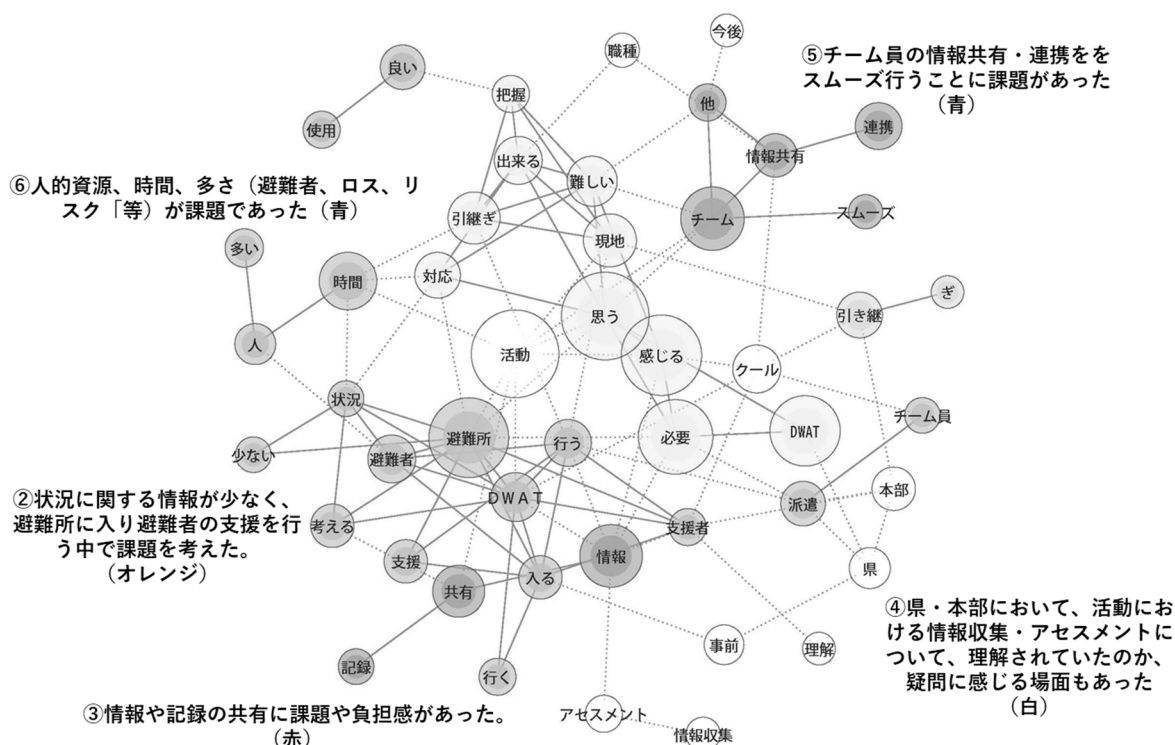 今後
職種
⑤チーム員の情報共有・連携をを
スムーズ行うことに課題があった
（青）
良い
把握
他
使用
連携
情報共有
出来る
難しい
⑥人的資源、時間、多さ（避難者、ロス、リ
スク「等）が課題であった（青）
引継ぎ
チーム
スムーズ
現地
多い
時間
対応
ぎ
思う
引き継
人
活動
感じる
クール
状況
チーム員
避難所
行う
必要
DWAT
少ない
避難者
本部
②状況に関する情報が少なく、
避難所に入り避難者の支援を行
う中で課題を考えた。
（オレンジ）
ＤＷＡＴ
派遣
考える
支援者
支援
情報
県
共有
入る
④県・本部において、活動にお
ける情報収集・アセスメントに
ついて、理解されていたのか、
疑問に感じる場面もあった
（白）
事前
理解
記録
行く
③情報や記録の共有に課題や負担感があった。
（赤）
アセスメント
情報収集